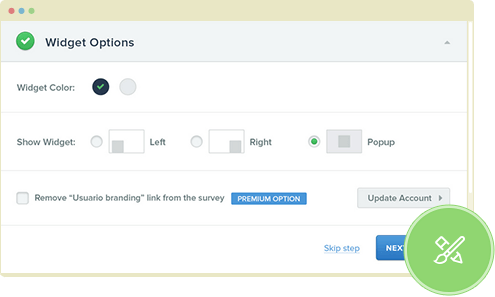 Widget Options
Widget Color:
Show Widget: Left Right Popup
Remove “Usuario branding” link from the survey PREMIUM OPTION Update Account
Skip step